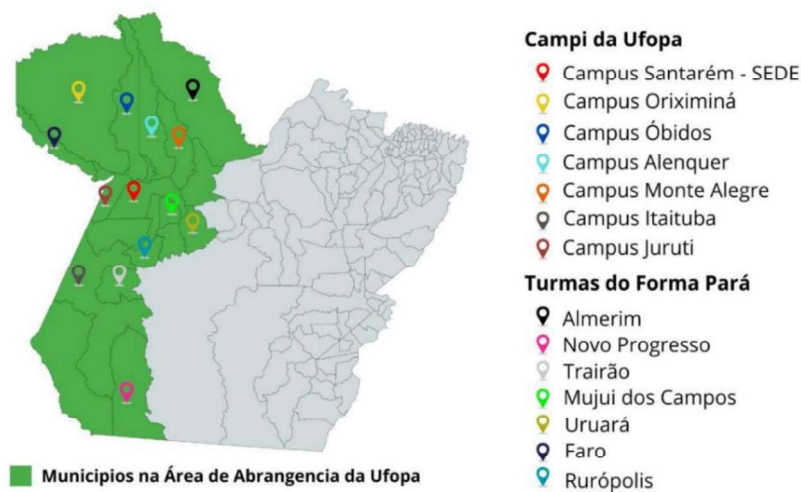 Campi da Ufopa
Campus Santarém - SEDE
Campus Oriximiná
Campus Óbidos
Campus Alenquer
Campus Monte Alegre
Campus Itaituba
Campus Juruti
Turmas do Forma Pará
Almerim
Novo Progresso
Trairão
Mujui dos Campos
Uruará
Faro
Rurópolis
Municipios na Área de Abrangencia da Ufopa